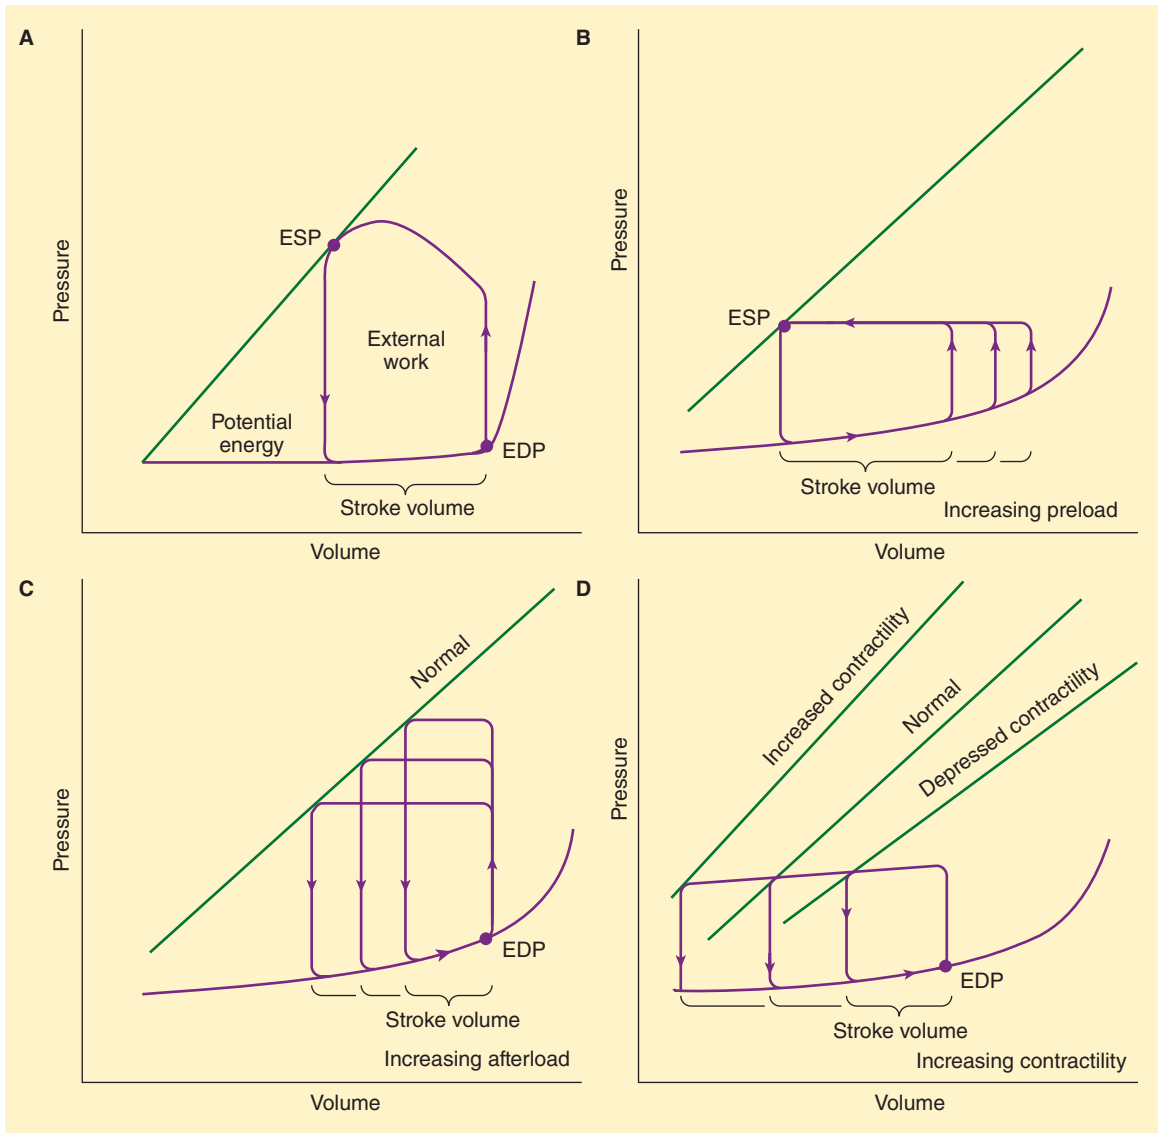 A
Pressure
ESP
External
work
Potential
energy
EDP
Stroke volume
Volume
B
Pressure
ESP
Stroke volume
Increasing preload
Volume
C
Pressure
Normal
EDP
Stroke volume
Increasing afterload
Volume
D
Pressure
Increased contractility
Normal
Depressed contractility
EDP
Stroke volume
Increasing contractility
Volume